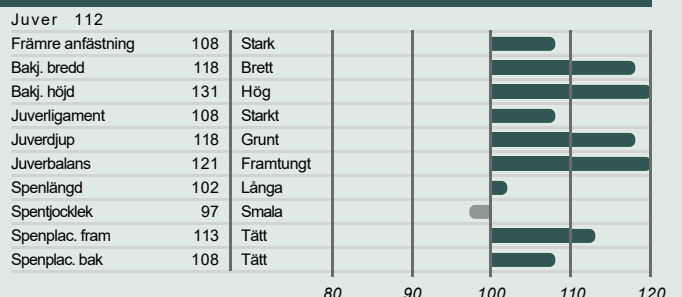 Juver 112
Främre anfästning 108 Stark
Bakj. bredd 118 Brett
Bakj. höjd 131 Hög
Juverligament 108 Starkt
Juverdjup 118 Grunt
Juverbalans 121 Framtungt
Spenlängd 102 Långa
Spentjocklek 97 Smala
Spenplac. fram 113 Tätt
Spenplac. bak 108 Tätt
80 90 100 110 120